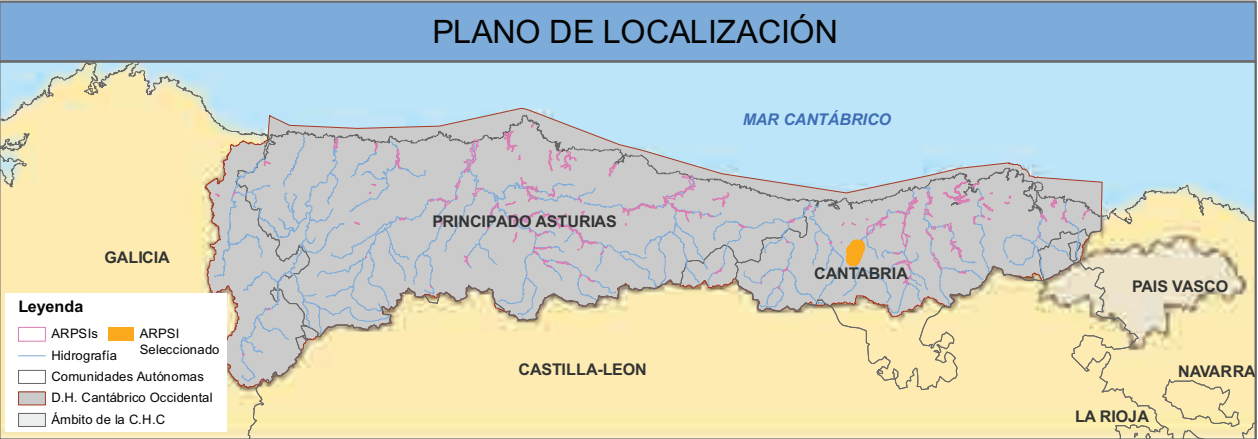 PLANO DE LOCALIZACIÓN
MAR CANTÁBRICO
PRINCIPADO ASTURIAS
GALICIA
CANTABRIA
PAIS VASCO
CASTILLA-LEON
NAVARRA
LA RIOJA
Leyenda
ARPSIs
ARPSI
Seleccionado
Hidrografía
Comunidades Autónomas
D.H. Cantábrico Occidental
Ámbito de la C.H.C